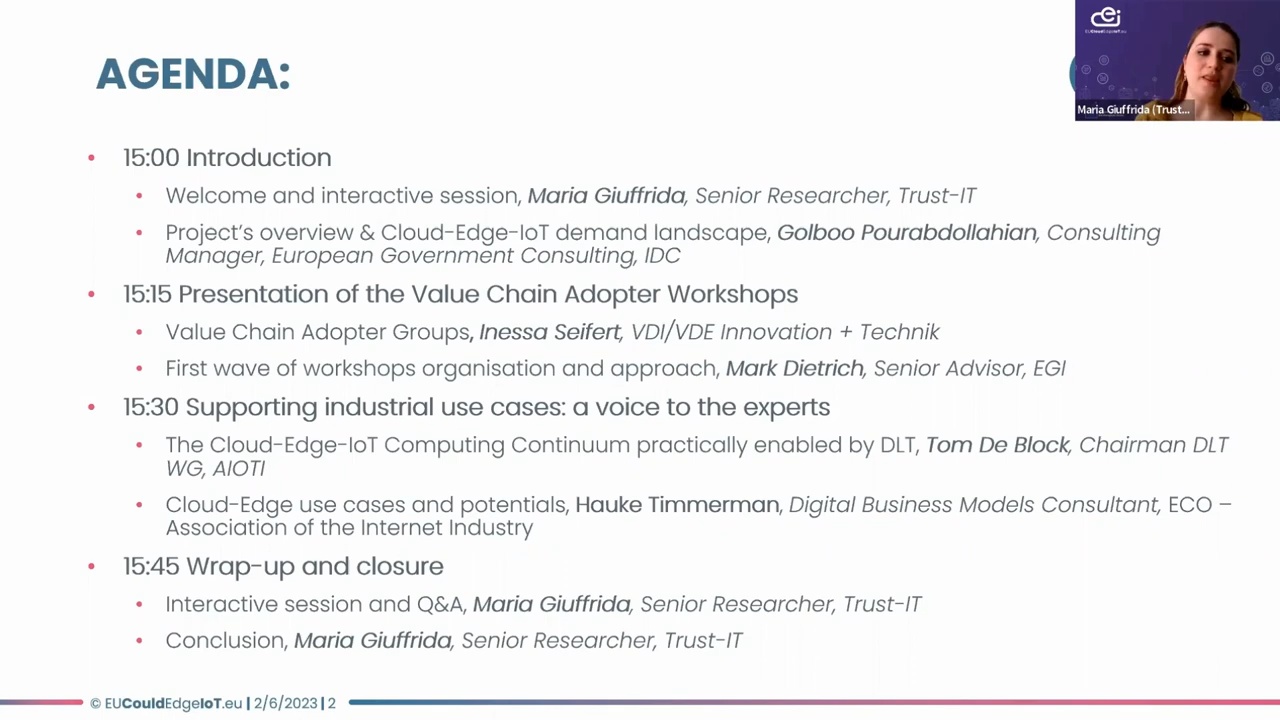 AGENDA:
EUCloudEdgeIoT.eu
Maria Giuffrida (Trust...
• 15:00 Introduction
• Welcome and interactive session, Maria Giuffrida, Senior Researcher, Trust-IT
• Project’s overview & Cloud-Edge-IoT demand landscape, Golboo Pourabdollahian, Consulting
Manager, European Government Consulting, IDC
• 15:15 Presentation of the Value Chain Adopter Workshops
• Value Chain Adopter Groups, Inessa Seifert, VDI/VDE Innovation + Technik
• First wave of workshops organisation and approach, Mark Dietrich, Senior Advisor, EGI
• 15:30 Supporting industrial use cases: a voice to the experts
• The Cloud-Edge-IoT Computing Continuum practically enabled by DLT, Tom De Block, Chairman DLT
WG, AIOTI
• Cloud-Edge use cases and potentials, Hauke Timmerman, Digital Business Models Consultant, ECO –
Association of the Internet Industry
• 15:45 Wrap-up and closure
• Interactive session and Q&A, Maria Giuffrida, Senior Researcher, Trust-IT
• Conclusion, Maria Giuffrida, Senior Researcher, Trust-IT
© EUCouldEdgeIoT.eu | 2/6/2023 | 2